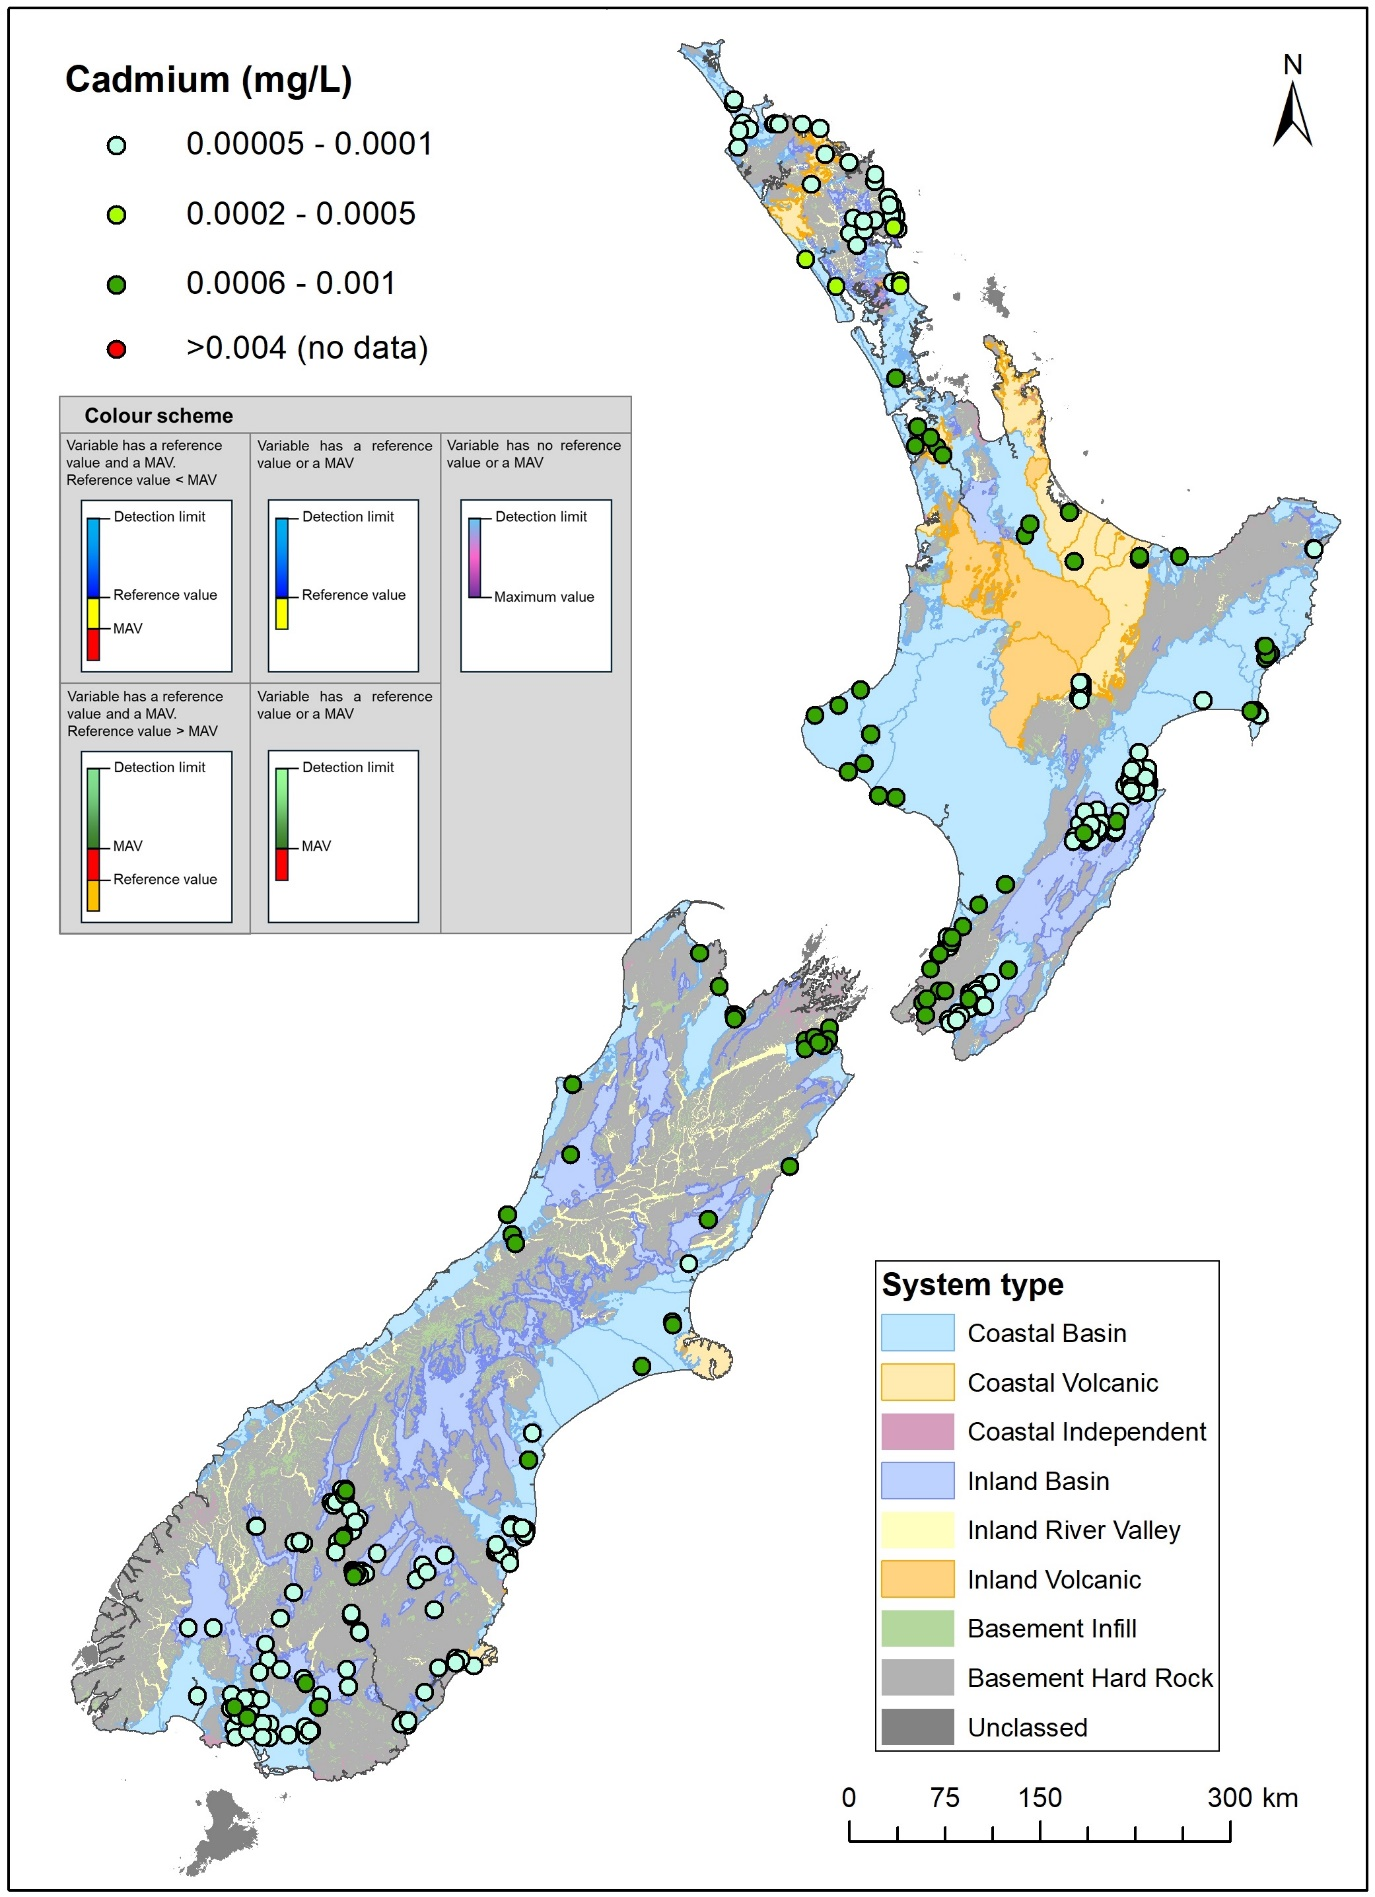 Cadmium (mg/L)
0.00005 - 0.0001
0.0002 - 0.0005
0.0006 - 0.001
>0.004 (no data)
N
Colour scheme
Variable has a reference
value and a MAV.
Reference value < MAV
Detection limit
Reference value
MAV
Variable has a reference
value or a MAV
Detection limit
Reference value
Variable has no reference
value or a MAV
Detection limit
Maximum value
Variable has a reference
value and a MAV.
Reference value > MAV
Detection limit
MAV
Reference value
Variable has a reference
value or a MAV
Detection limit
MAV
System type
Coastal Basin
Coastal Volcanic
Coastal Independent
Inland Basin
Inland River Valley
Inland Volcanic
Basement Infill
Basement Hard Rock
Unclassed
0 75 150 300 km